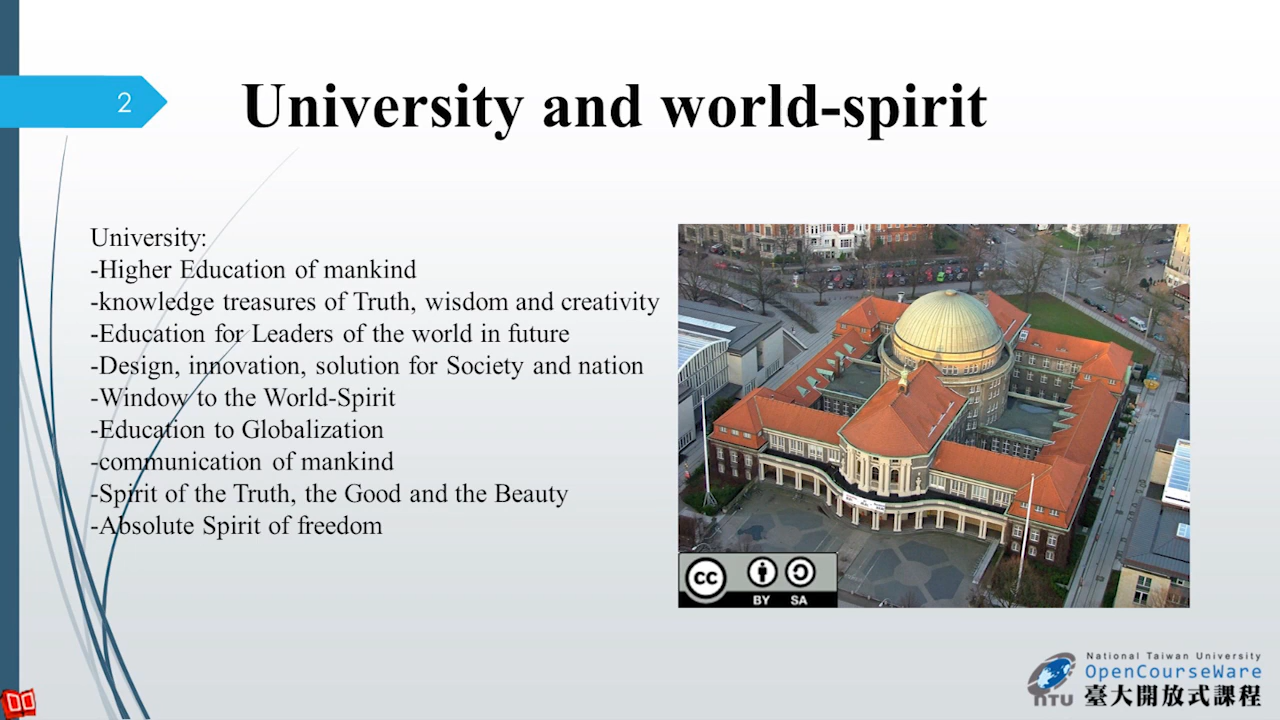 2
University and world-spirit
University:
-Higher Education of mankind
-knowledge treasures of Truth, wisdom and creativity
-Education for Leaders of the world in future
-Design, innovation, solution for Society and nation
-Window to the World-Spirit
-Education to Globalization
-communication of mankind
-Spirit of the Truth, the Good and the Beauty
-Absolute Spirit of freedom
cc
BY SA
National Taiwan University
OpenCourseWare
NTU
臺大開放式課程